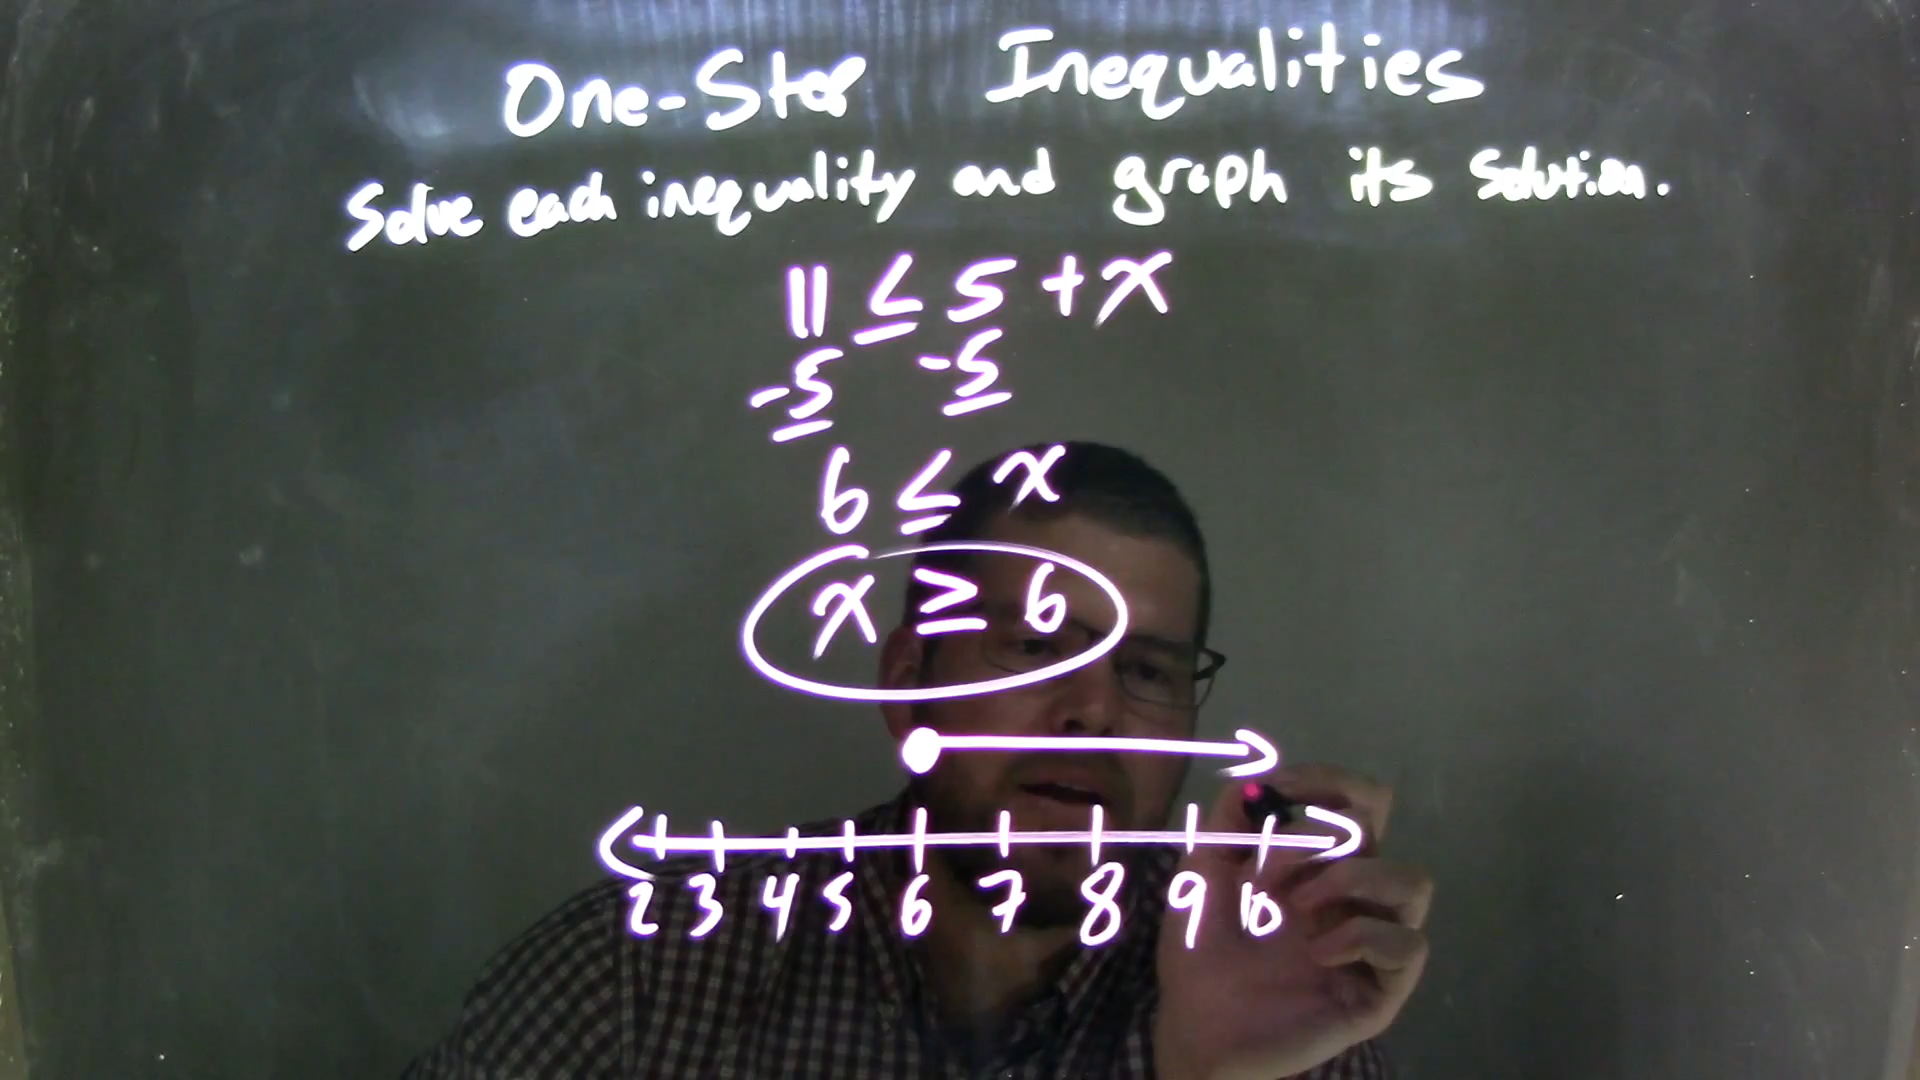 One-Step Inequalities
Solve each inequality and graph its solution.
11 ≤ 5 + x
-5 -5
6 ≤ x
x ≥ 6
2 3 4 5 6 7 8 9 10